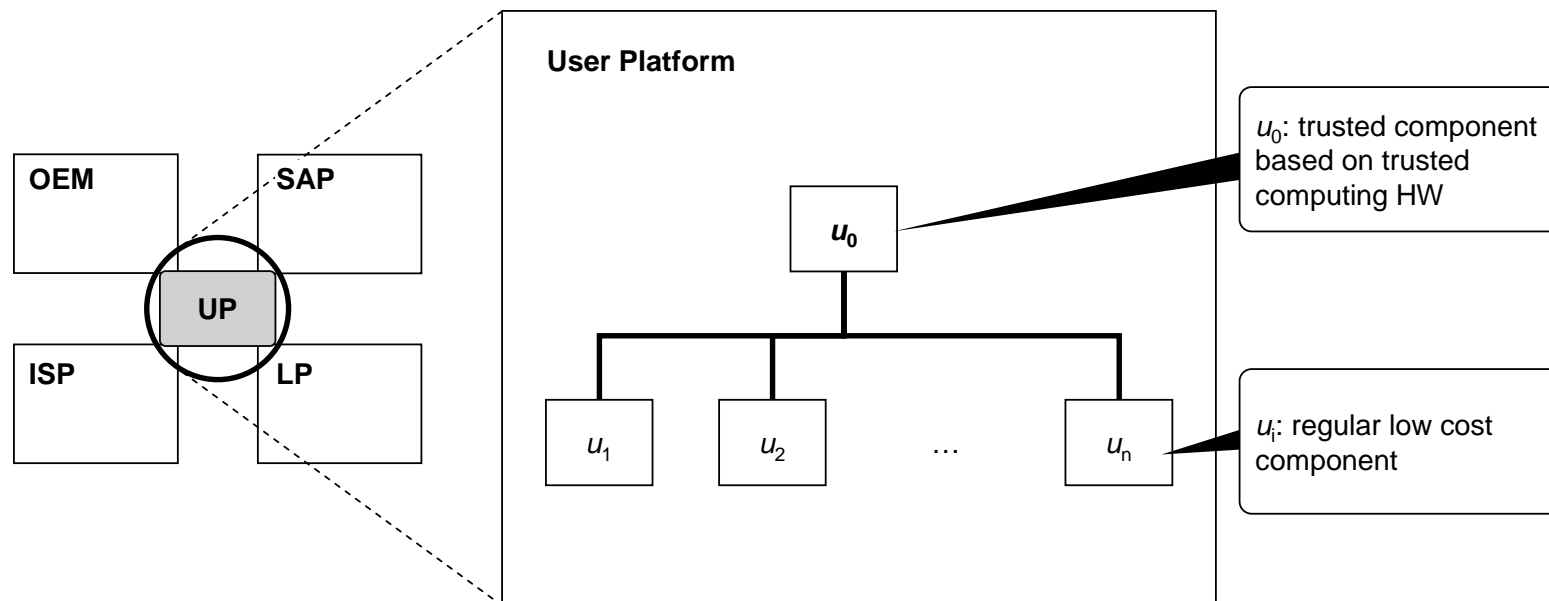 User Platform
OEM
SAP
UP
ISP
LP
u0
u1
u2
…
un
u0: trusted component
based on trusted
computing HW
ui: regular low cost
component